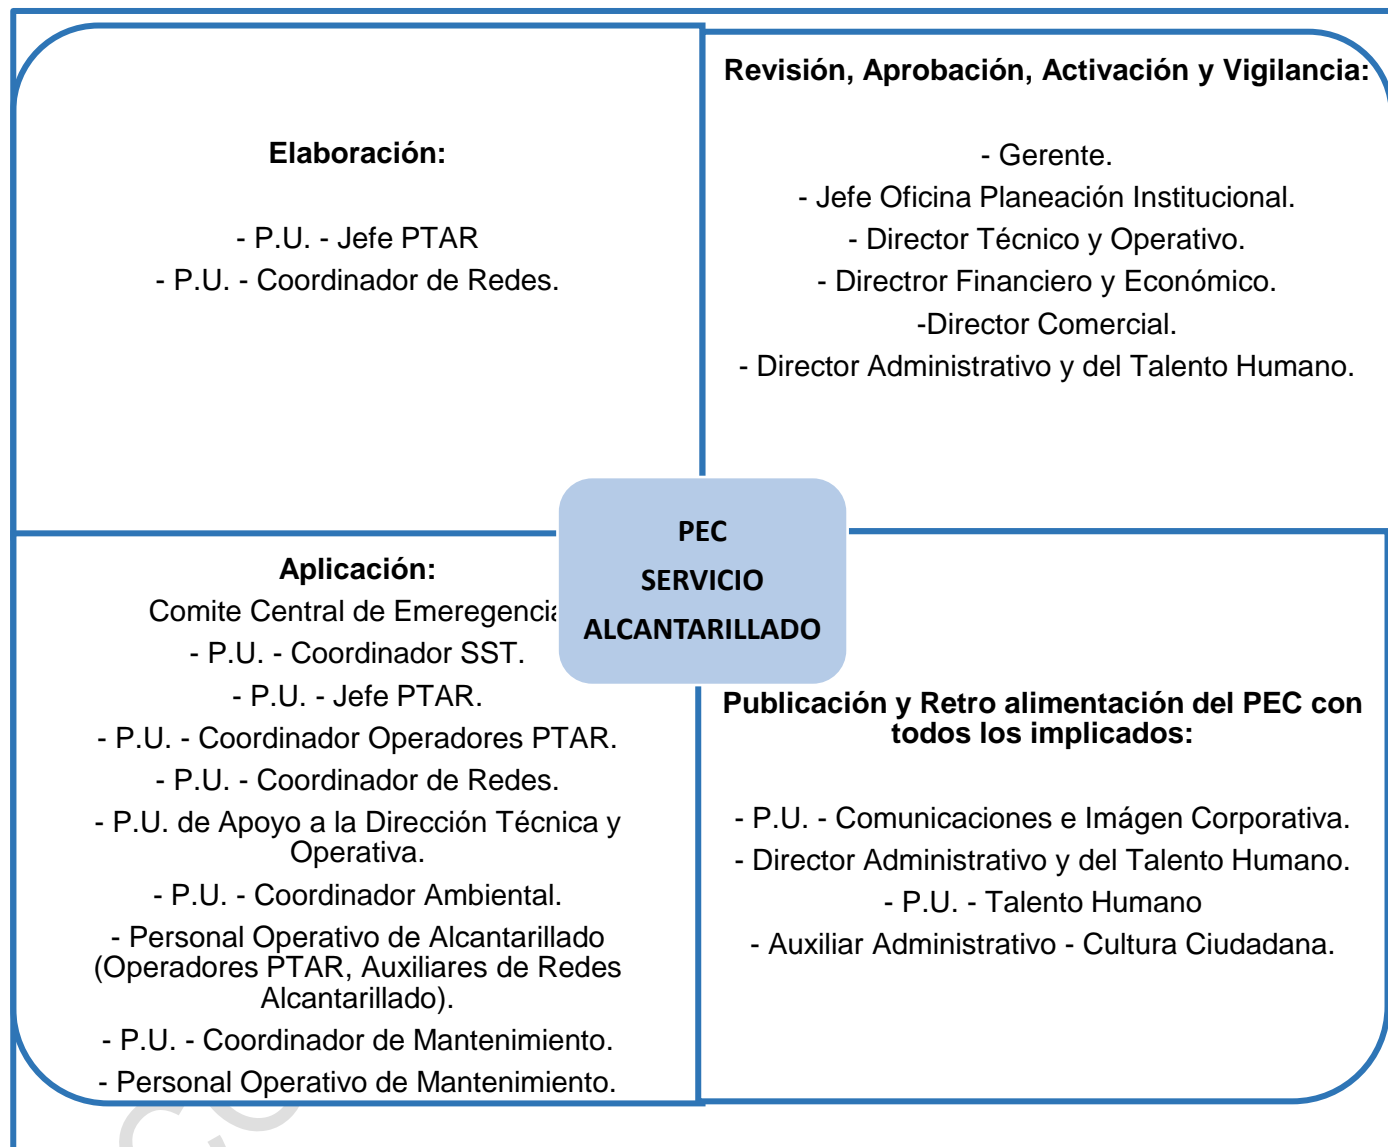 Elaboración:
- P.U. - Jefe PTAR
- P.U. - Coordinador de Redes.
Revisión, Aprobación, Activación y Vigilancia:
- Gerente.
- Jefe Oficina Planeación Institucional.
- Director Técnico y Operativo.
- Directror Financiero y Económico.
-Director Comercial.
- Director Administrativo y del Talento Humano.
PEC
SERVICIO
ALCANTARILLADO
Aplicación:
Comite Central de Emeregencia
- P.U. - Coordinador SST.
- P.U. - Jefe PTAR.
- P.U. - Coordinador Operadores PTAR.
- P.U. - Coordinador de Redes.
- P.U. de Apoyo a la Dirección Técnica y
Operativa.
- P.U. - Coordinador Ambiental.
- Personal Operativo de Alcantarillado
(Operadores PTAR, Auxiliares de Redes
Alcantarillado).
- P.U. - Coordinador de Mantenimiento.
- Personal Operativo de Mantenimiento.
Publicación y Retro alimentación del PEC con
todos los implicados:
- P.U. - Comunicaciones e Imágen Corporativa.
- Director Administrativo y del Talento Humano.
- P.U. - Talento Humano
- Auxiliar Administrativo - Cultura Ciudadana.